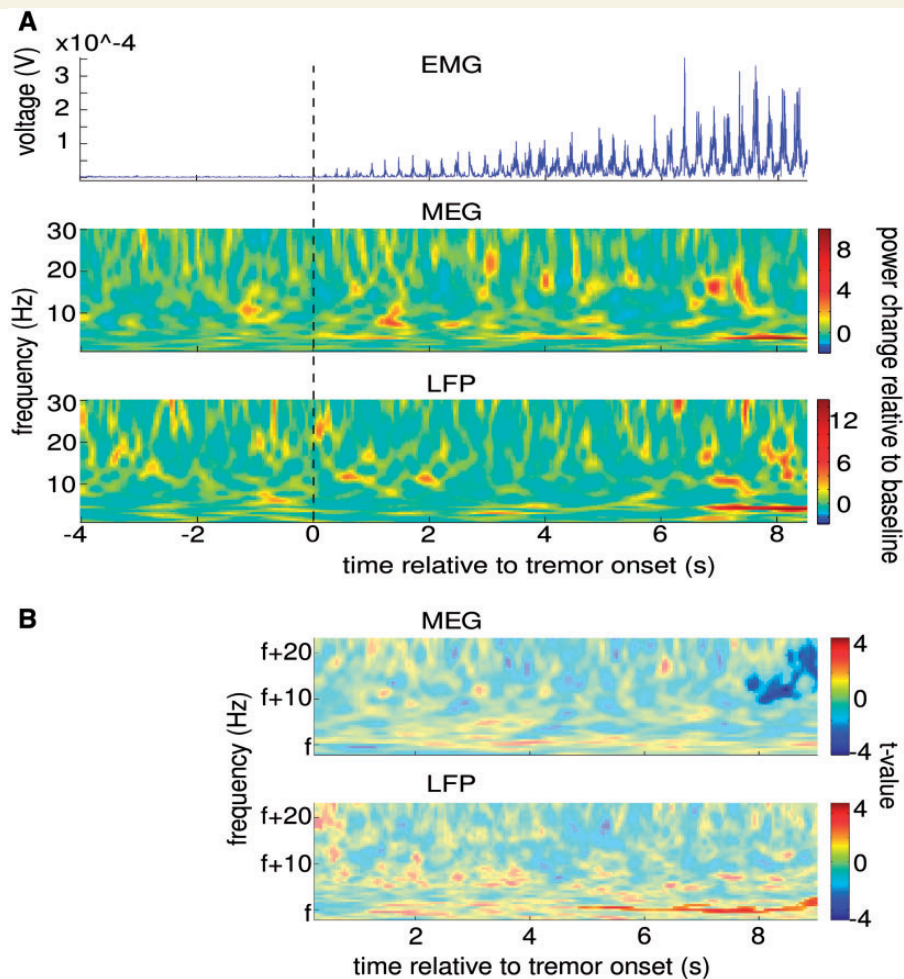 A
x10^-4
EMG
voltage (V)
3
2
1
MEG
frequency (Hz)
30
20
10
8
4
0
power change relative to baseline
LFP
30
20
10
12
6
0
-4 -2 0 2 4 6 8
time relative to tremor onset (s)
B
MEG
frequency (Hz)
f+20
f+10
f
4
0
-4
t-value
LFP
f+20
f+10
f
4
0
-4
2 4 6 8
time relative to tremor onset (s)